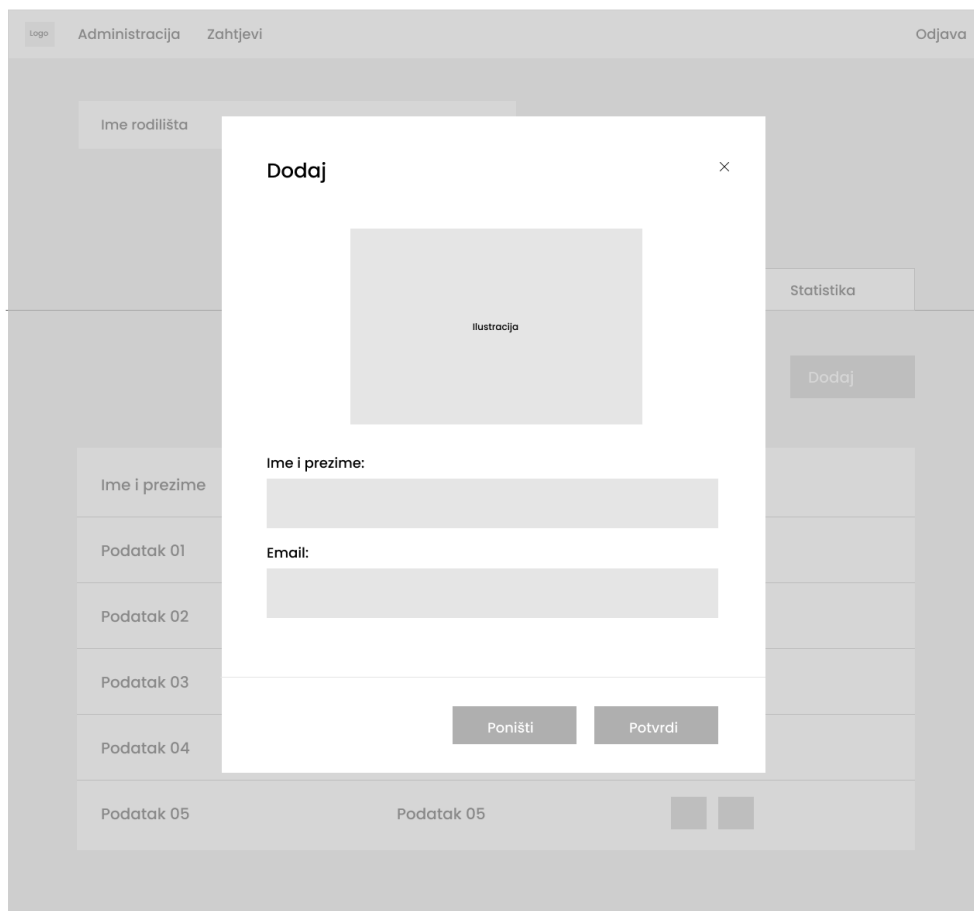 Logo
Administracija
Zahtjevi
Odjava
Ime rodilišta
Dodaj
Ilustracija
Statistika
Dodaj
Ime i prezime:
Email:
Poništi
Potvrdi
Ime i prezime
Podatak 01
Podatak 02
Podatak 03
Podatak 04
Podatak 05
Podatak 05